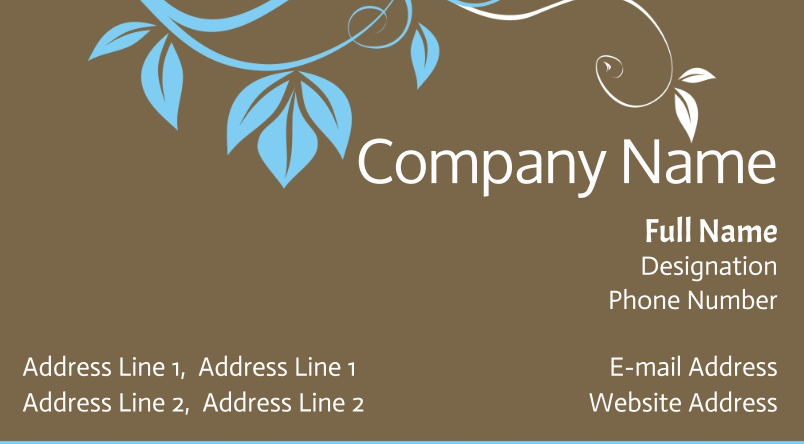 Company Name
Full Name
Designation
Phone Number
Address Line 1,  Address Line 1
E-mail Address
Address Line 2,  Address Line 2
Website Address